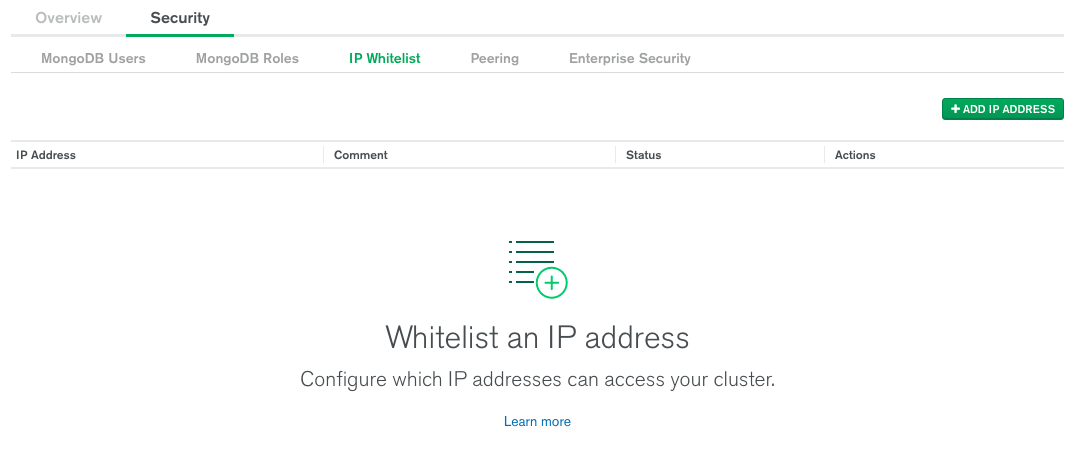 Overview Security
MongoDB Users MongoDB Roles IP Whitelist Peering Enterprise Security
+ ADD IP ADDRESS
IP Address Comment Status Actions
Whitelist an IP address
Configure which IP addresses can access your cluster.
Learn more